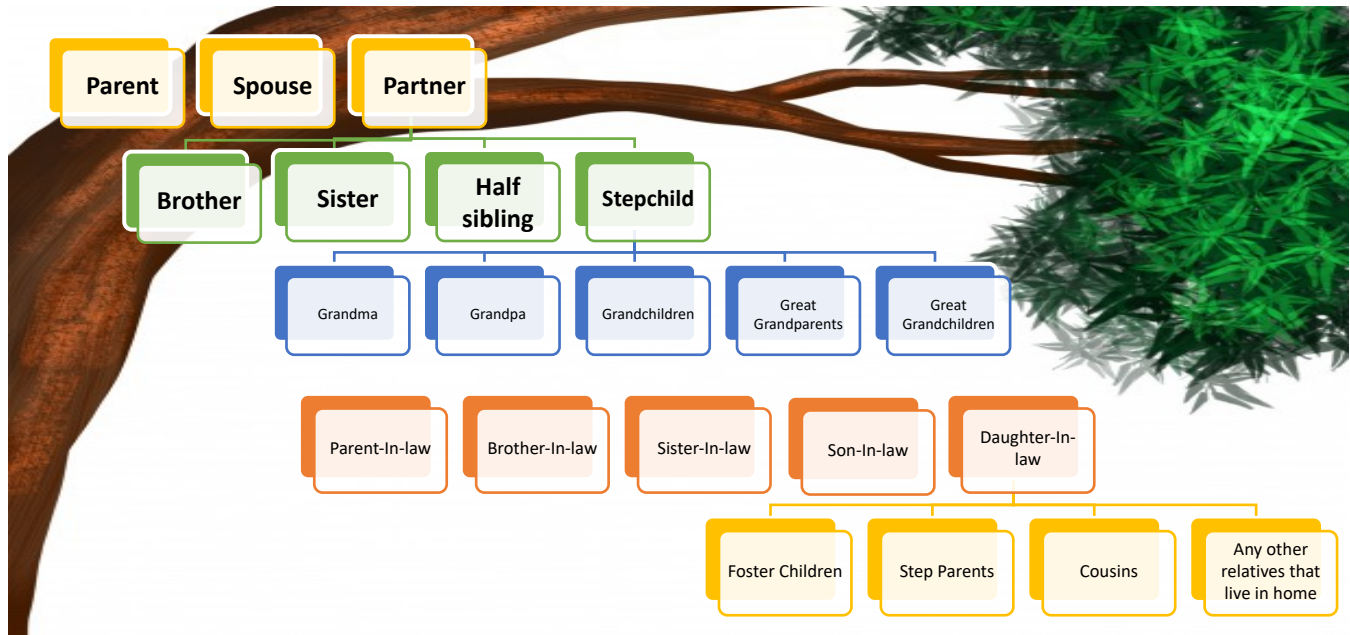 Parent
Spouse
Partner
Brother
Sister
Half
sibling
Stepchild
Grandma
Grandpa
Grandchildren
Great
Grandparents
Great
Grandchildren
Parent-In-law
Brother-In-law
Sister-In-law
Son-In-law
Daughter-In-
law
Foster Children
Step Parents
Cousins
Any other
relatives that
live in home